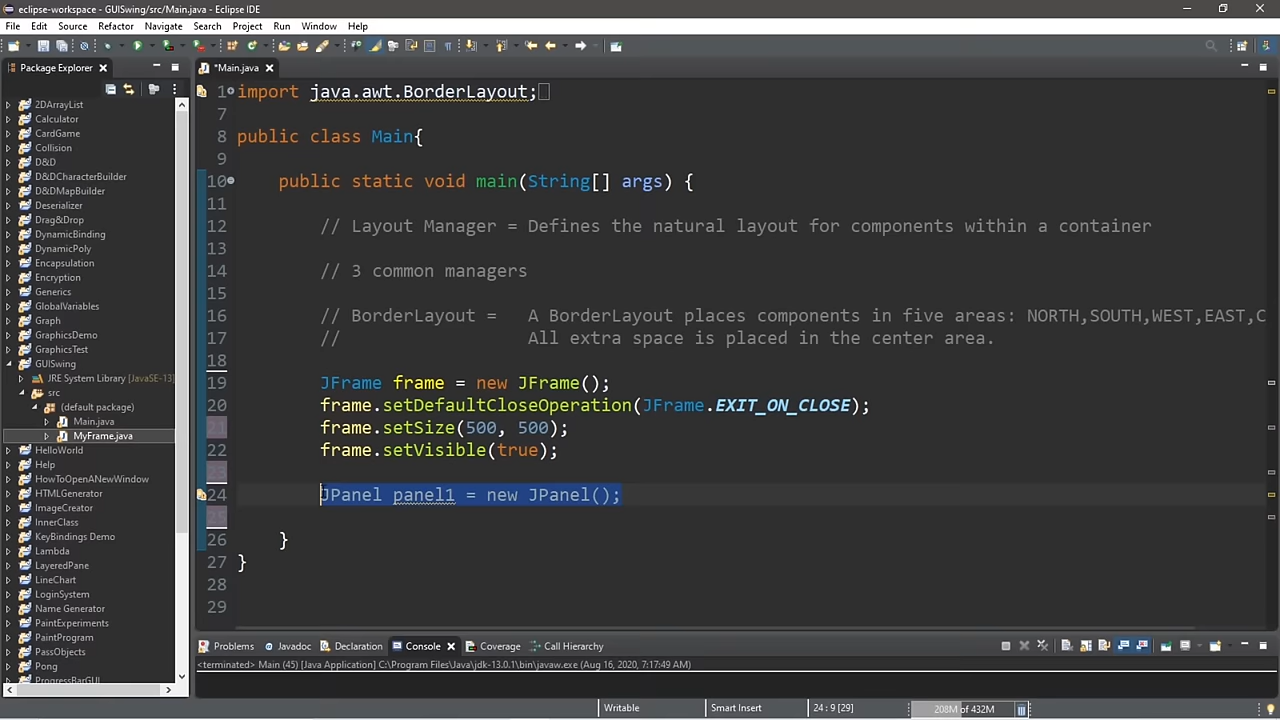 eclipse-workspace - GUISwing/src/Main.java - Eclipse IDE
File Edit Source Refactor Navigate Search Project Run Window Help
Package Explorer
*Main.java
2DArrayList
Calculator
CardGame
Collision
D&D
D&DCharacterBuilder
D&DMapBuilder
Deserializer
Drag&Drop
DynamicBinding
DynamicPoly
Encapsulation
Encryption
Generics
GlobalVariables
Graph
GraphicsDemo
GraphicsTest
GUISwing
JRE System Library [JavaSE-13]
src
(default package)
Main.java
MyFrame.java
HelloWorld
Help
HowToOpenANewWindow
HTMLGenerator
ImageCreator
InnerClass
KeyBindings Demo
Lambda
LayeredPane
LineChart
LoginSystem
Name Generator
PaintExperiments
PaintProgram
PassObjects
Pong
ProgressBarGUI
1 import java.awt.BorderLayout;
7
8 public class Main{
9
10 public static void main(String[] args) {
11
12 // Layout Manager = Defines the natural layout for components within a container
13
14 // 3 common managers
15
16 // BorderLayout = A BorderLayout places components in five areas: NORTH,SOUTH,WEST,EAST,C
17 // All extra space is placed in the center area.
18
19 JFrame frame = new JFrame();
20 frame.setDefaultCloseOperation(JFrame.EXIT_ON_CLOSE);
21 frame.setSize(500, 500);
22 frame.setVisible(true);
23
24 JPanel panel1 = new JPanel();
25
26 }
27 }
28
29
Problems Javadoc Declaration Console Coverage Call Hierarchy
<terminated> Main (45) [Java Application] C:\Program Files\Java\jdk-13.0.1\bin\javaw.exe (Aug 16, 2020, 7:17:49 AM)
Writable Smart Insert 24 : 9 [29] 208M of 432M